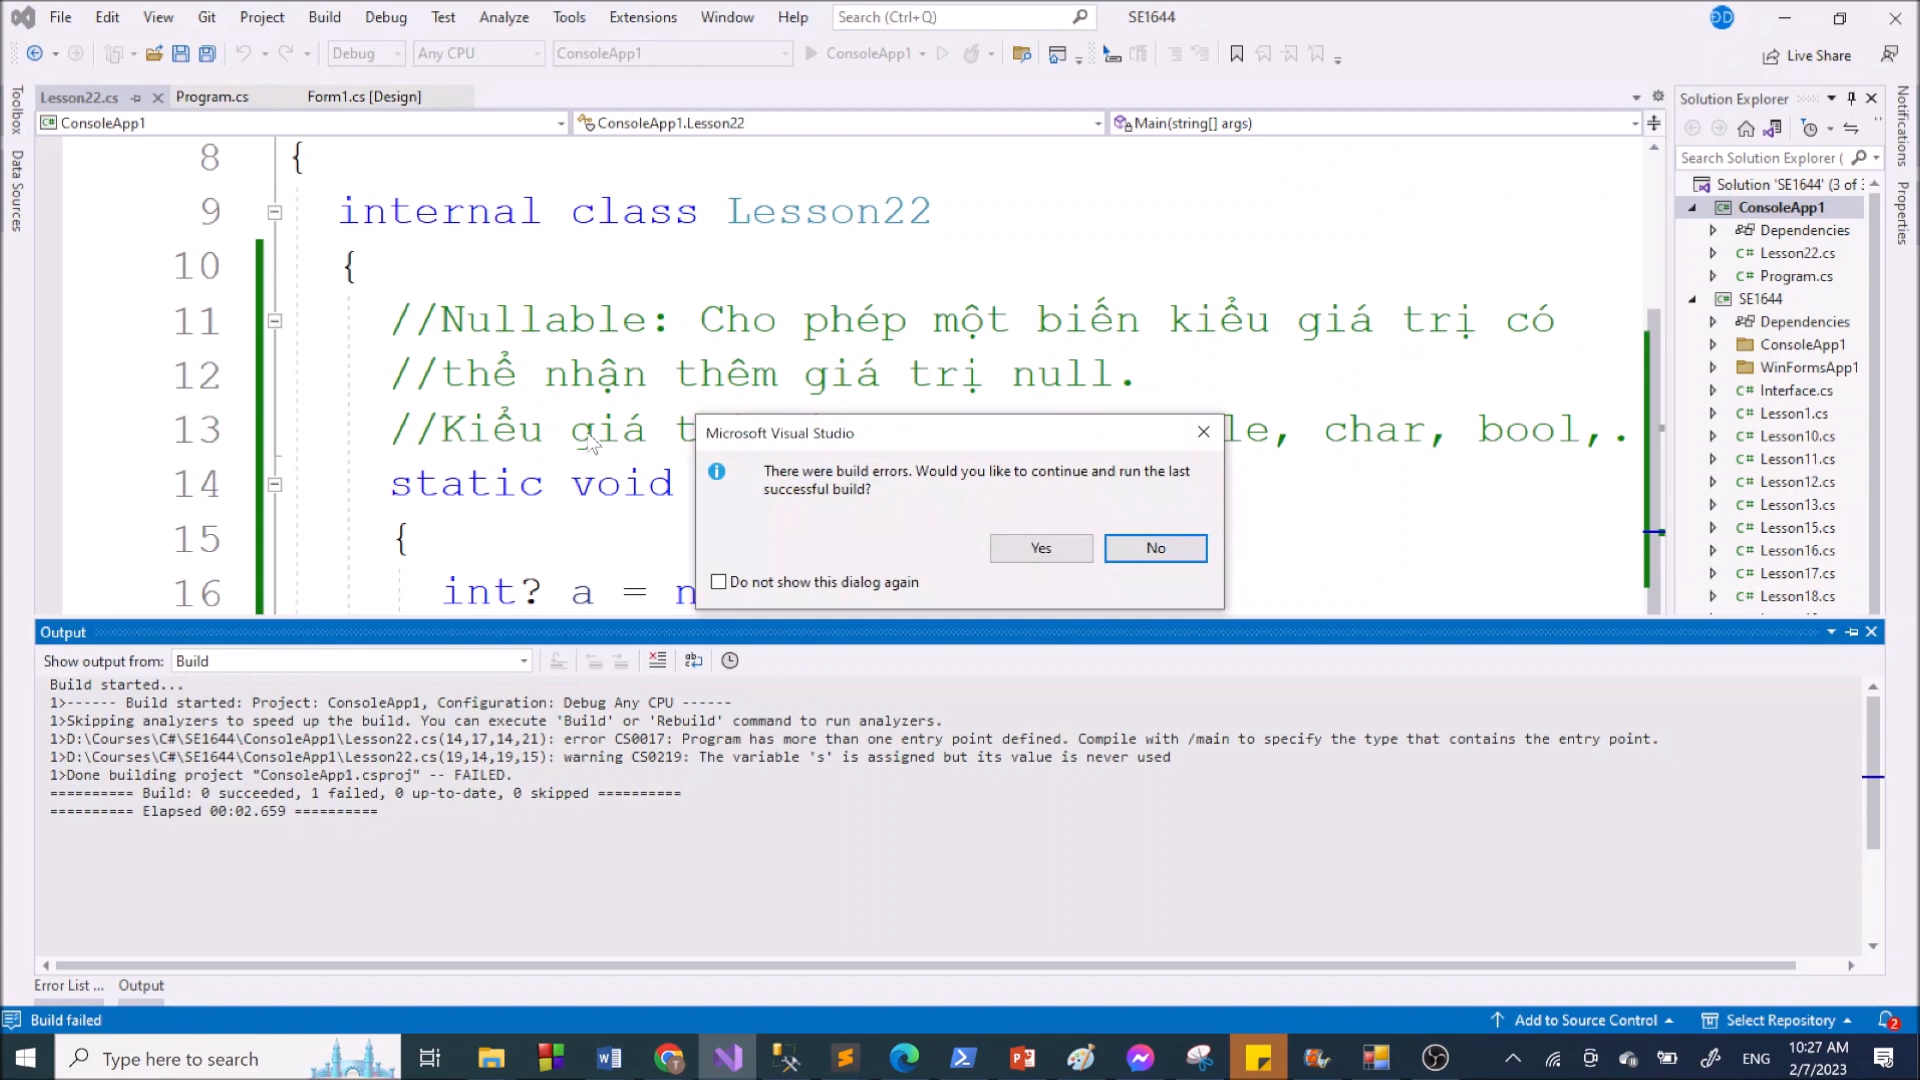 File Edit View Git Project Build Debug Test Analyze Tools Extensions Window Help Search (Ctrl+Q) SE1644
Debug Any CPU ConsoleApp1 ConsoleApp1 Live Share
Lesson22.cs Program.cs Form1.cs [Design]
ConsoleApp1 ConsoleApp1.Lesson22 Main(string[] args)
Toolbox
Data Sources
8 {
9 internal class Lesson22
10 {
11 //Nullable: Cho phép một biến kiểu giá trị có
12 //thể nhận thêm giá trị null.
13 //Kiểu giá t le, char, bool,.
14 static void
15 {
16 int? a = n
Microsoft Visual Studio
There were build errors. Would you like to continue and run the last
successful build?
Yes No
Do not show this dialog again
Solution Explorer
Search Solution Explorer (
Solution 'SE1644' (3 of
ConsoleApp1
Dependencies
C# Lesson22.cs
C# Program.cs
SE1644
Dependencies
ConsoleApp1
WinFormsApp1
C# Interface.cs
C# Lesson1.cs
C# Lesson10.cs
C# Lesson11.cs
C# Lesson12.cs
C# Lesson13.cs
C# Lesson15.cs
C# Lesson16.cs
C# Lesson17.cs
C# Lesson18.cs
Notifications
Properties
Output
Show output from: Build
Build started...
1>------ Build started: Project: ConsoleApp1, Configuration: Debug Any CPU ------
1>Skipping analyzers to speed up the build. You can execute 'Build' or 'Rebuild' command to run analyzers.
1>D:\Courses\C#\SE1644\ConsoleApp1\Lesson22.cs(14,17,14,21): error CS0017: Program has more than one entry point defined. Compile with /main to specify the type that contains the entry point.
1>D:\Courses\C#\SE1644\ConsoleApp1\Lesson22.cs(19,14,19,15): warning CS0219: The variable 's' is assigned but its value is never used
1>Done building project "ConsoleApp1.csproj" -- FAILED.
========== Build: 0 succeeded, 1 failed, 0 up-to-date, 0 skipped ==========
========== Elapsed 00:02.659 ==========
Error List ... Output
Build failed Add to Source Control Select Repository 2
Type here to search ENG 10:27 AM
2/7/2023